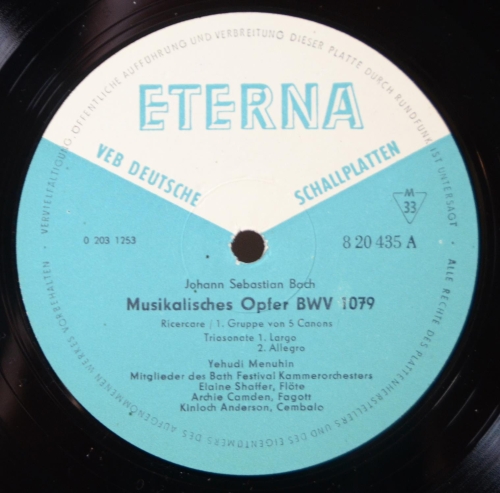 ETERNA
VEB DEUTSCHE SCHALLPLATTEN
M
33
0 203 1253
8 20 435 A
Johann Sebastian Bach
Musikalisches Opfer BWV 1079
Ricercare / 1. Gruppe von 5 Canons
Triosonate 1. Largo
2. Allegro
Yehudi Menuhin
Mitglieder des Bath Festival Kammerorchesters
Elaine Shaffer, Flöte
Archie Camden, Fagott
Kinloch Anderson, Cembalo
ALLE RECHTE DES PLATTENHERSTELLERS UND DES EIGENTÜMERS DES AUFGENOMMENEN WERKES VORBEHALTEN · VERVIELFÄLTIGUNG, ÖFFENTLICHE AUFFÜHRUNG UND VERBREITUNG DIESER PLATTE DURCH RUNDFUNK IST UNTERSAGT ·